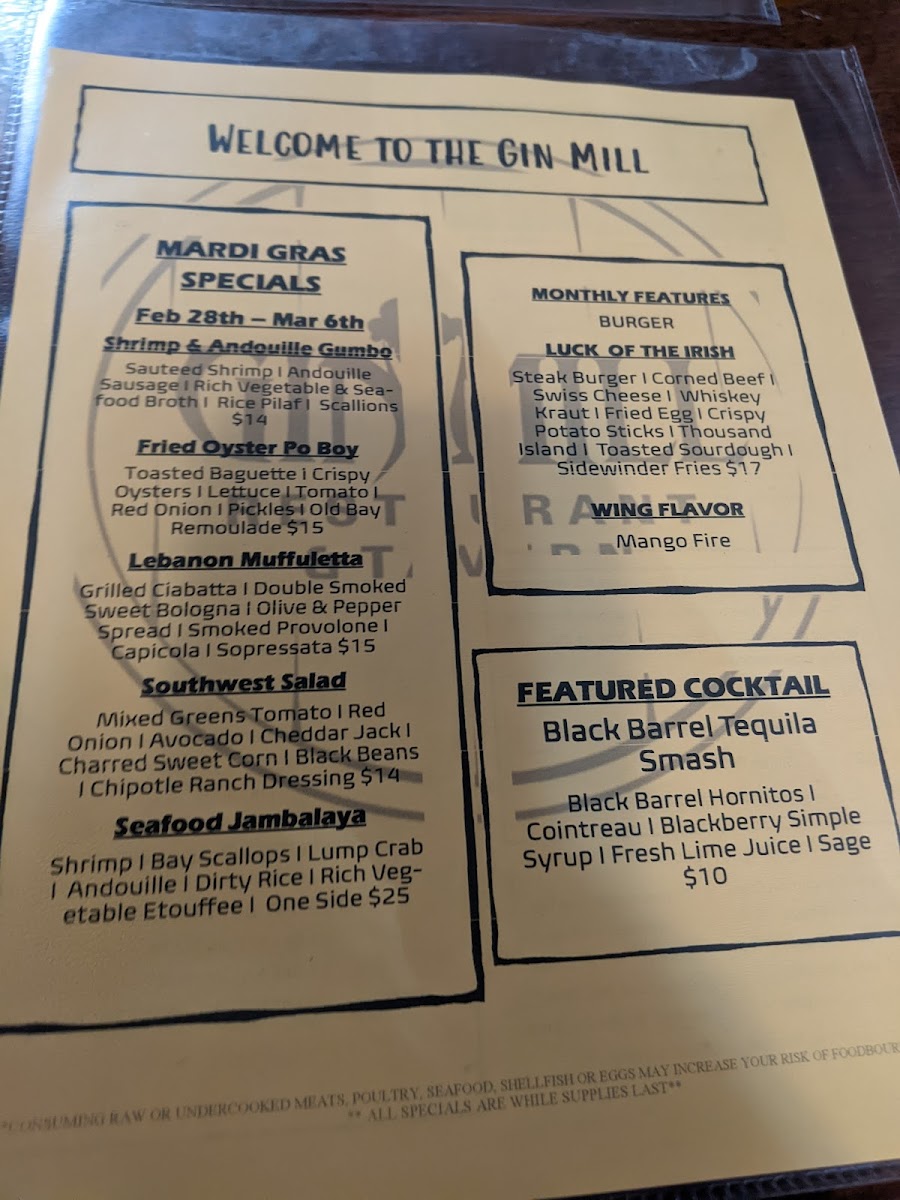 WELCOME TO THE GIN MILL
MARDI GRAS
SPECIALS
Feb 28th – Mar 6th
Shrimp & Andouille Gumbo
Sauteed Shrimp I Andouille
Sausage I Rich Vegetable & Sea-
food Broth I Rice Pilaf I Scallions
$14
Fried Oyster Po Boy
Toasted Baguette I Crispy
Oysters I Lettuce I Tomato I
Red Onion I Pickles I Old Bay
Remoulade $15
Lebanon Muffuletta
Grilled Ciabatta I Double Smoked
Sweet Bologna I Olive & Pepper
Spread I Smoked Provolone I
Capicola I Sopressata $15
Southwest Salad
Mixed Greens Tomato I Red
Onion I Avocado I Cheddar Jack I
Charred Sweet Corn I Black Beans
I Chipotle Ranch Dressing $14
Seafood Jambalaya
Shrimp I Bay Scallops I Lump Crab
I Andouille I Dirty Rice I Rich Veg-
etable Etouffee I One Side $25
MONTHLY FEATURES
BURGER
LUCK OF THE IRISH
Steak Burger I Corned Beef I
Swiss Cheese I Whiskey
Kraut I Fried Egg I Crispy
Potato Sticks I Thousand
Island I Toasted Sourdough I
Sidewinder Fries $17
WING FLAVOR
Mango Fire
FEATURED COCKTAIL
Black Barrel Tequila
Smash
Black Barrel Hornitos I
Cointreau I Blackberry Simple
Syrup I Fresh Lime Juice I Sage
$10
*CONSUMING RAW OR UNDERCOOKED MEATS, POULTRY, SEAFOOD, SHELLFISH OR EGGS MAY INCREASE YOUR RISK OF FOODBOUR
** ALL SPECIALS ARE WHILE SUPPLIES LAST**